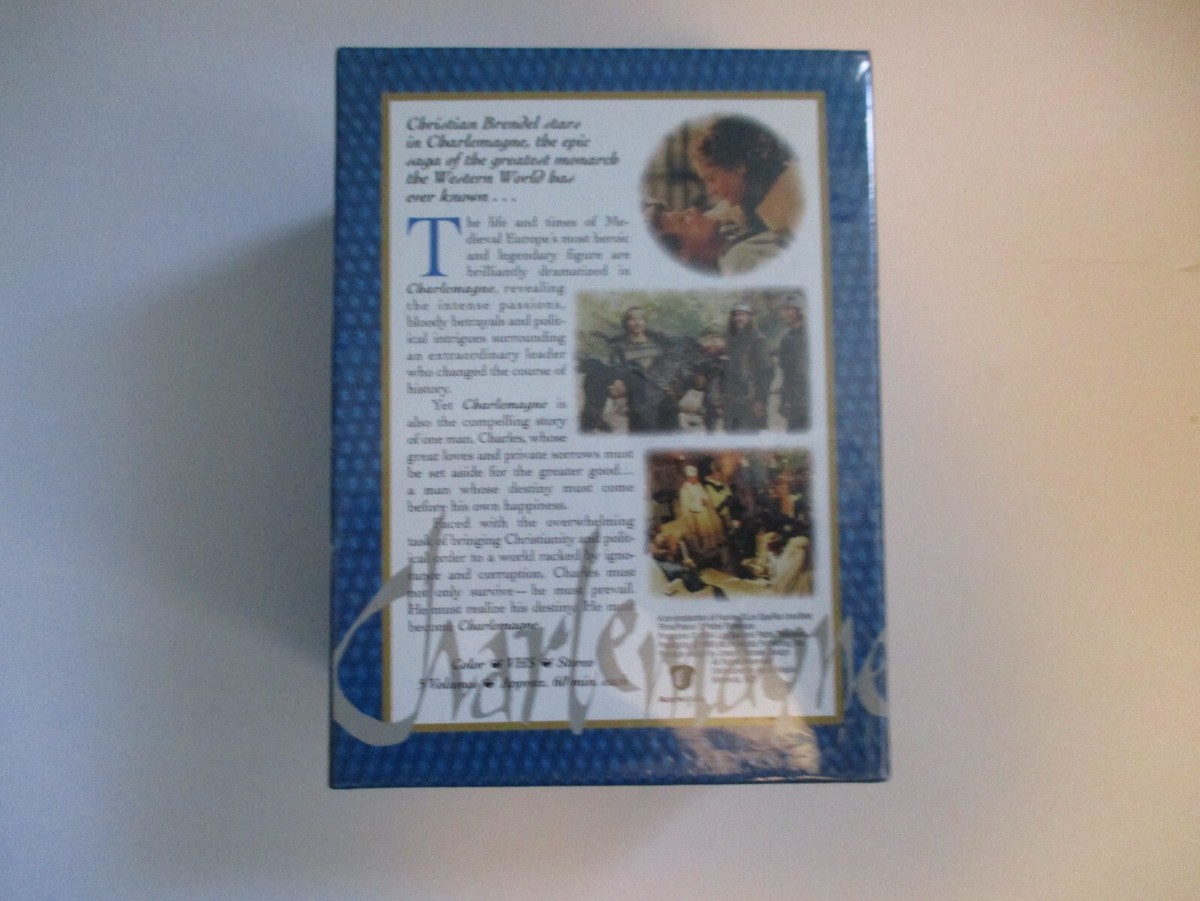 Christian Brendel stars
in Charlemagne, the epic
saga of the greatest monarch
the Western World has
ever known . . .
The life and times of Me-
dieval Europe's most heroic
and legendary figure are
brilliantly dramatized in
Charlemagne, revealing
the intense passions,
bloody betrayals and polit-
ical intrigues surrounding
an extraordinary leader
who changed the course of
history.
Yet Charlemagne is
also the compelling story
of one man, Charles, whose
great loves and private sorrows must
be set aside for the greater good....
a man whose destiny must come
before his own happiness.
Faced with the overwhelming
task of bringing Christianity and polit-
ical order to a world racked by igno-
rance and corruption, Charles must
not only survive—he must prevail.
He must realize his destiny. He must
become Charlemagne.
Color VHS Stereo
5 Volumes Approx. 60 min. each
Charlemagne